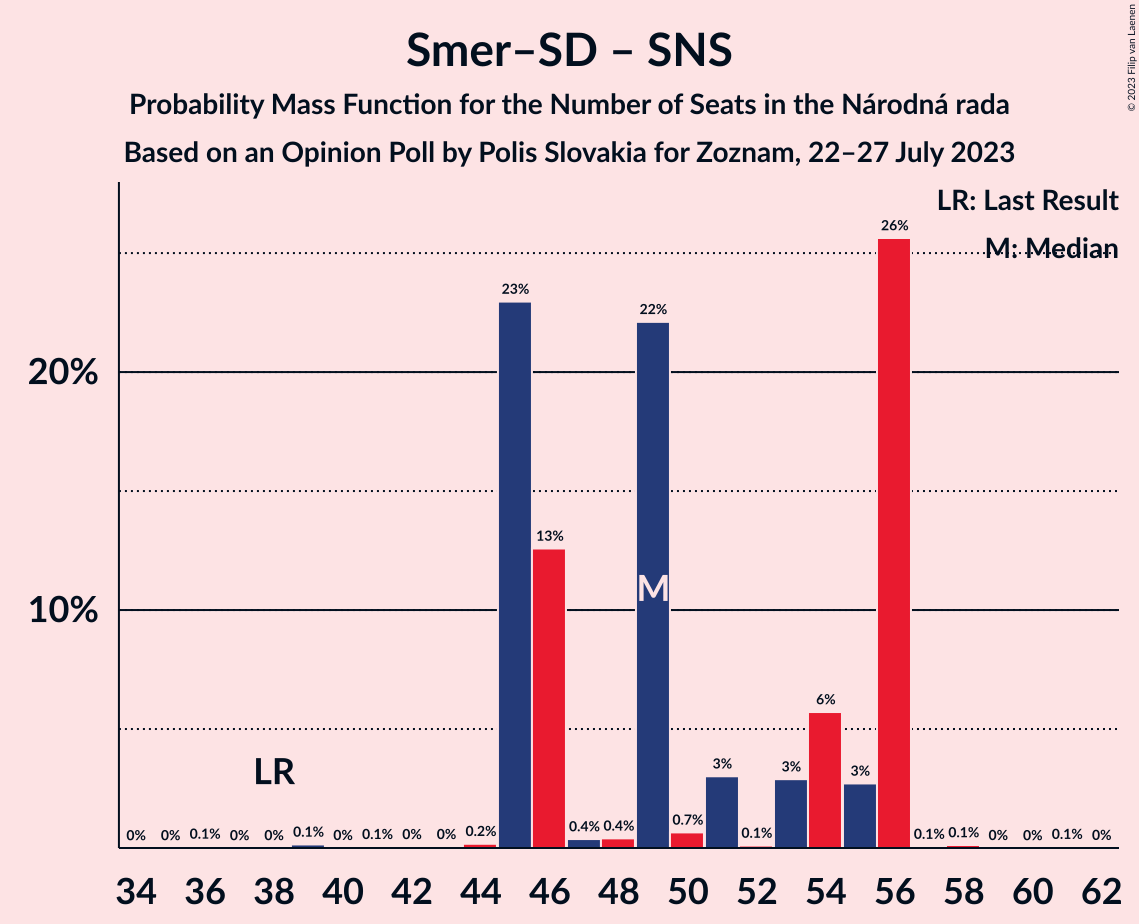 Smer–SD – SNS
Probability Mass Function for the Number of Seats in the Národná rada
Based on an Opinion Poll by Polis Slovakia for Zoznam, 22–27 July 2023
© 2023 Filip van Laenen
LR: Last Result
M: Median
20%
10%
LR
M
0% 0% 0.1% 0% 0% 0.1% 0% 0.1% 0% 0% 0.2% 23% 13% 0.4% 0.4% 22% 0.7% 3% 0.1% 3% 6% 3% 26% 0.1% 0.1% 0% 0% 0.1% 0%
34 36 38 40 42 44 46 48 50 52 54 56 58 60 62